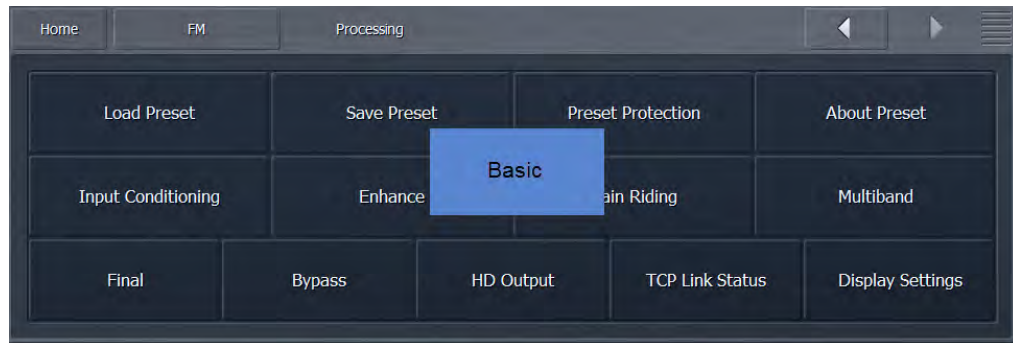 Home FM Processing
Load Preset Save Preset Preset Protection About Preset
Basic
Input Conditioning Enhance ain Riding Multiband
Final Bypass HD Output TCP Link Status Display Settings